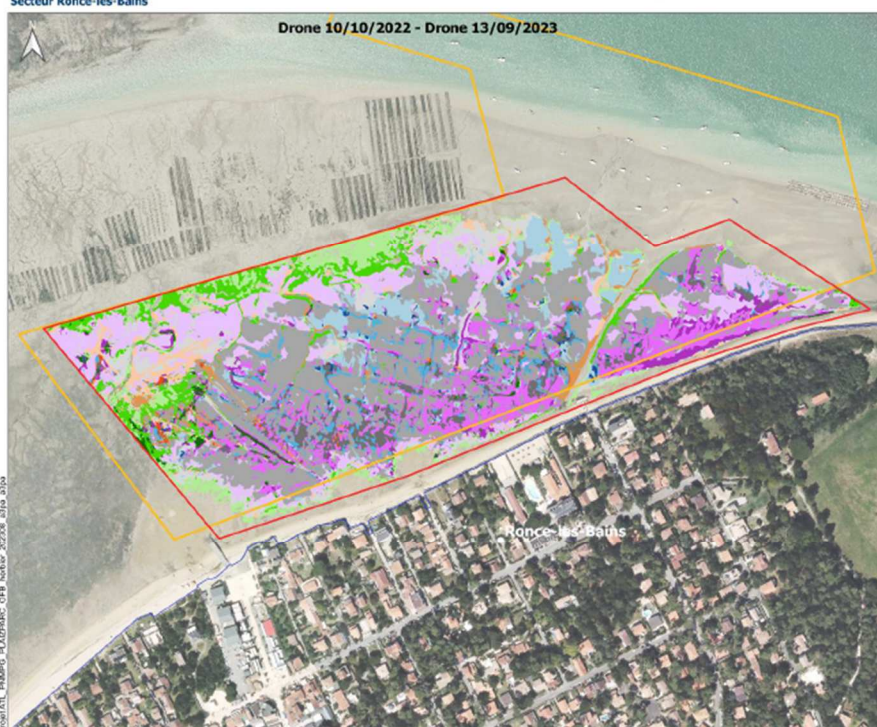 Secteur Ronce-les-Bains
Drone 10/10/2022 - Drone 13/09/2023
N
Ronce-les-Bains